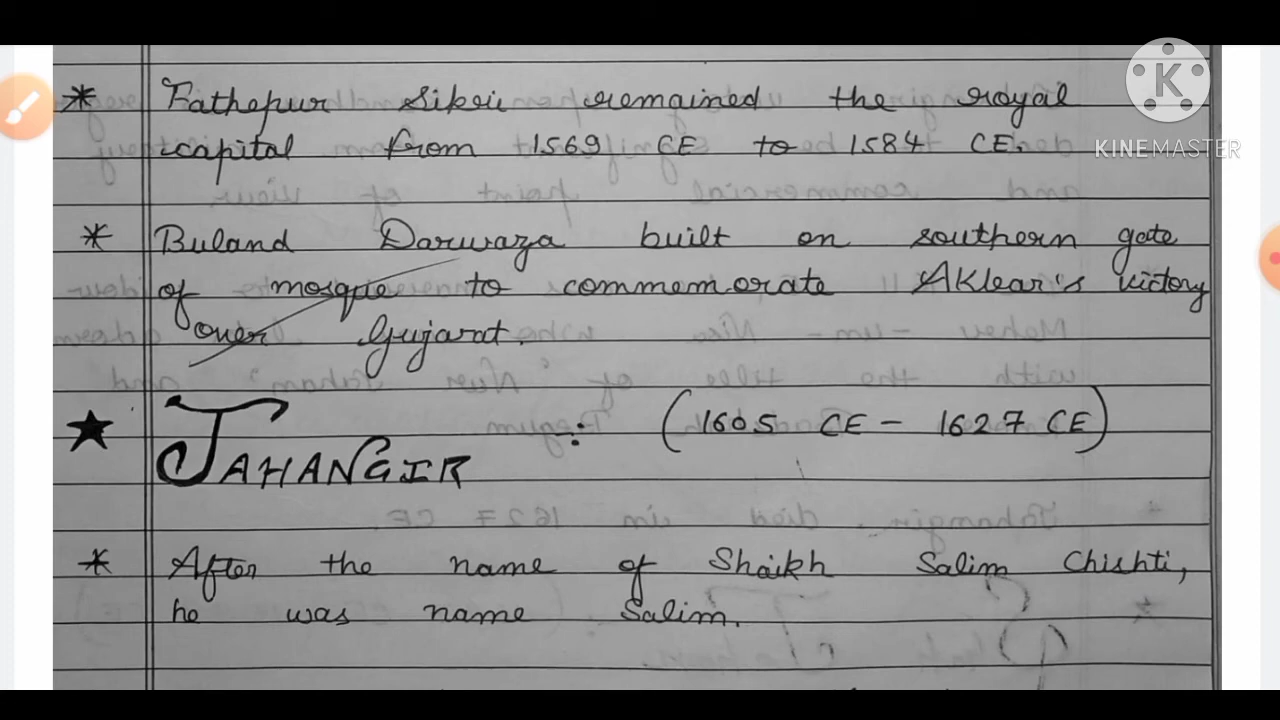 * Fathepur Sikri remained the royal
capital from 1569 CE to 1584 CE.
* Buland Darwaza built on southern gate
of mosque to commemorate Akbar's victory
over Gujarat.
★ JAHANGIR :- (1605 CE - 1627 CE)
* After the name of Shaikh Salim Chishti,
he was name Salim.
K
KINEMASTER